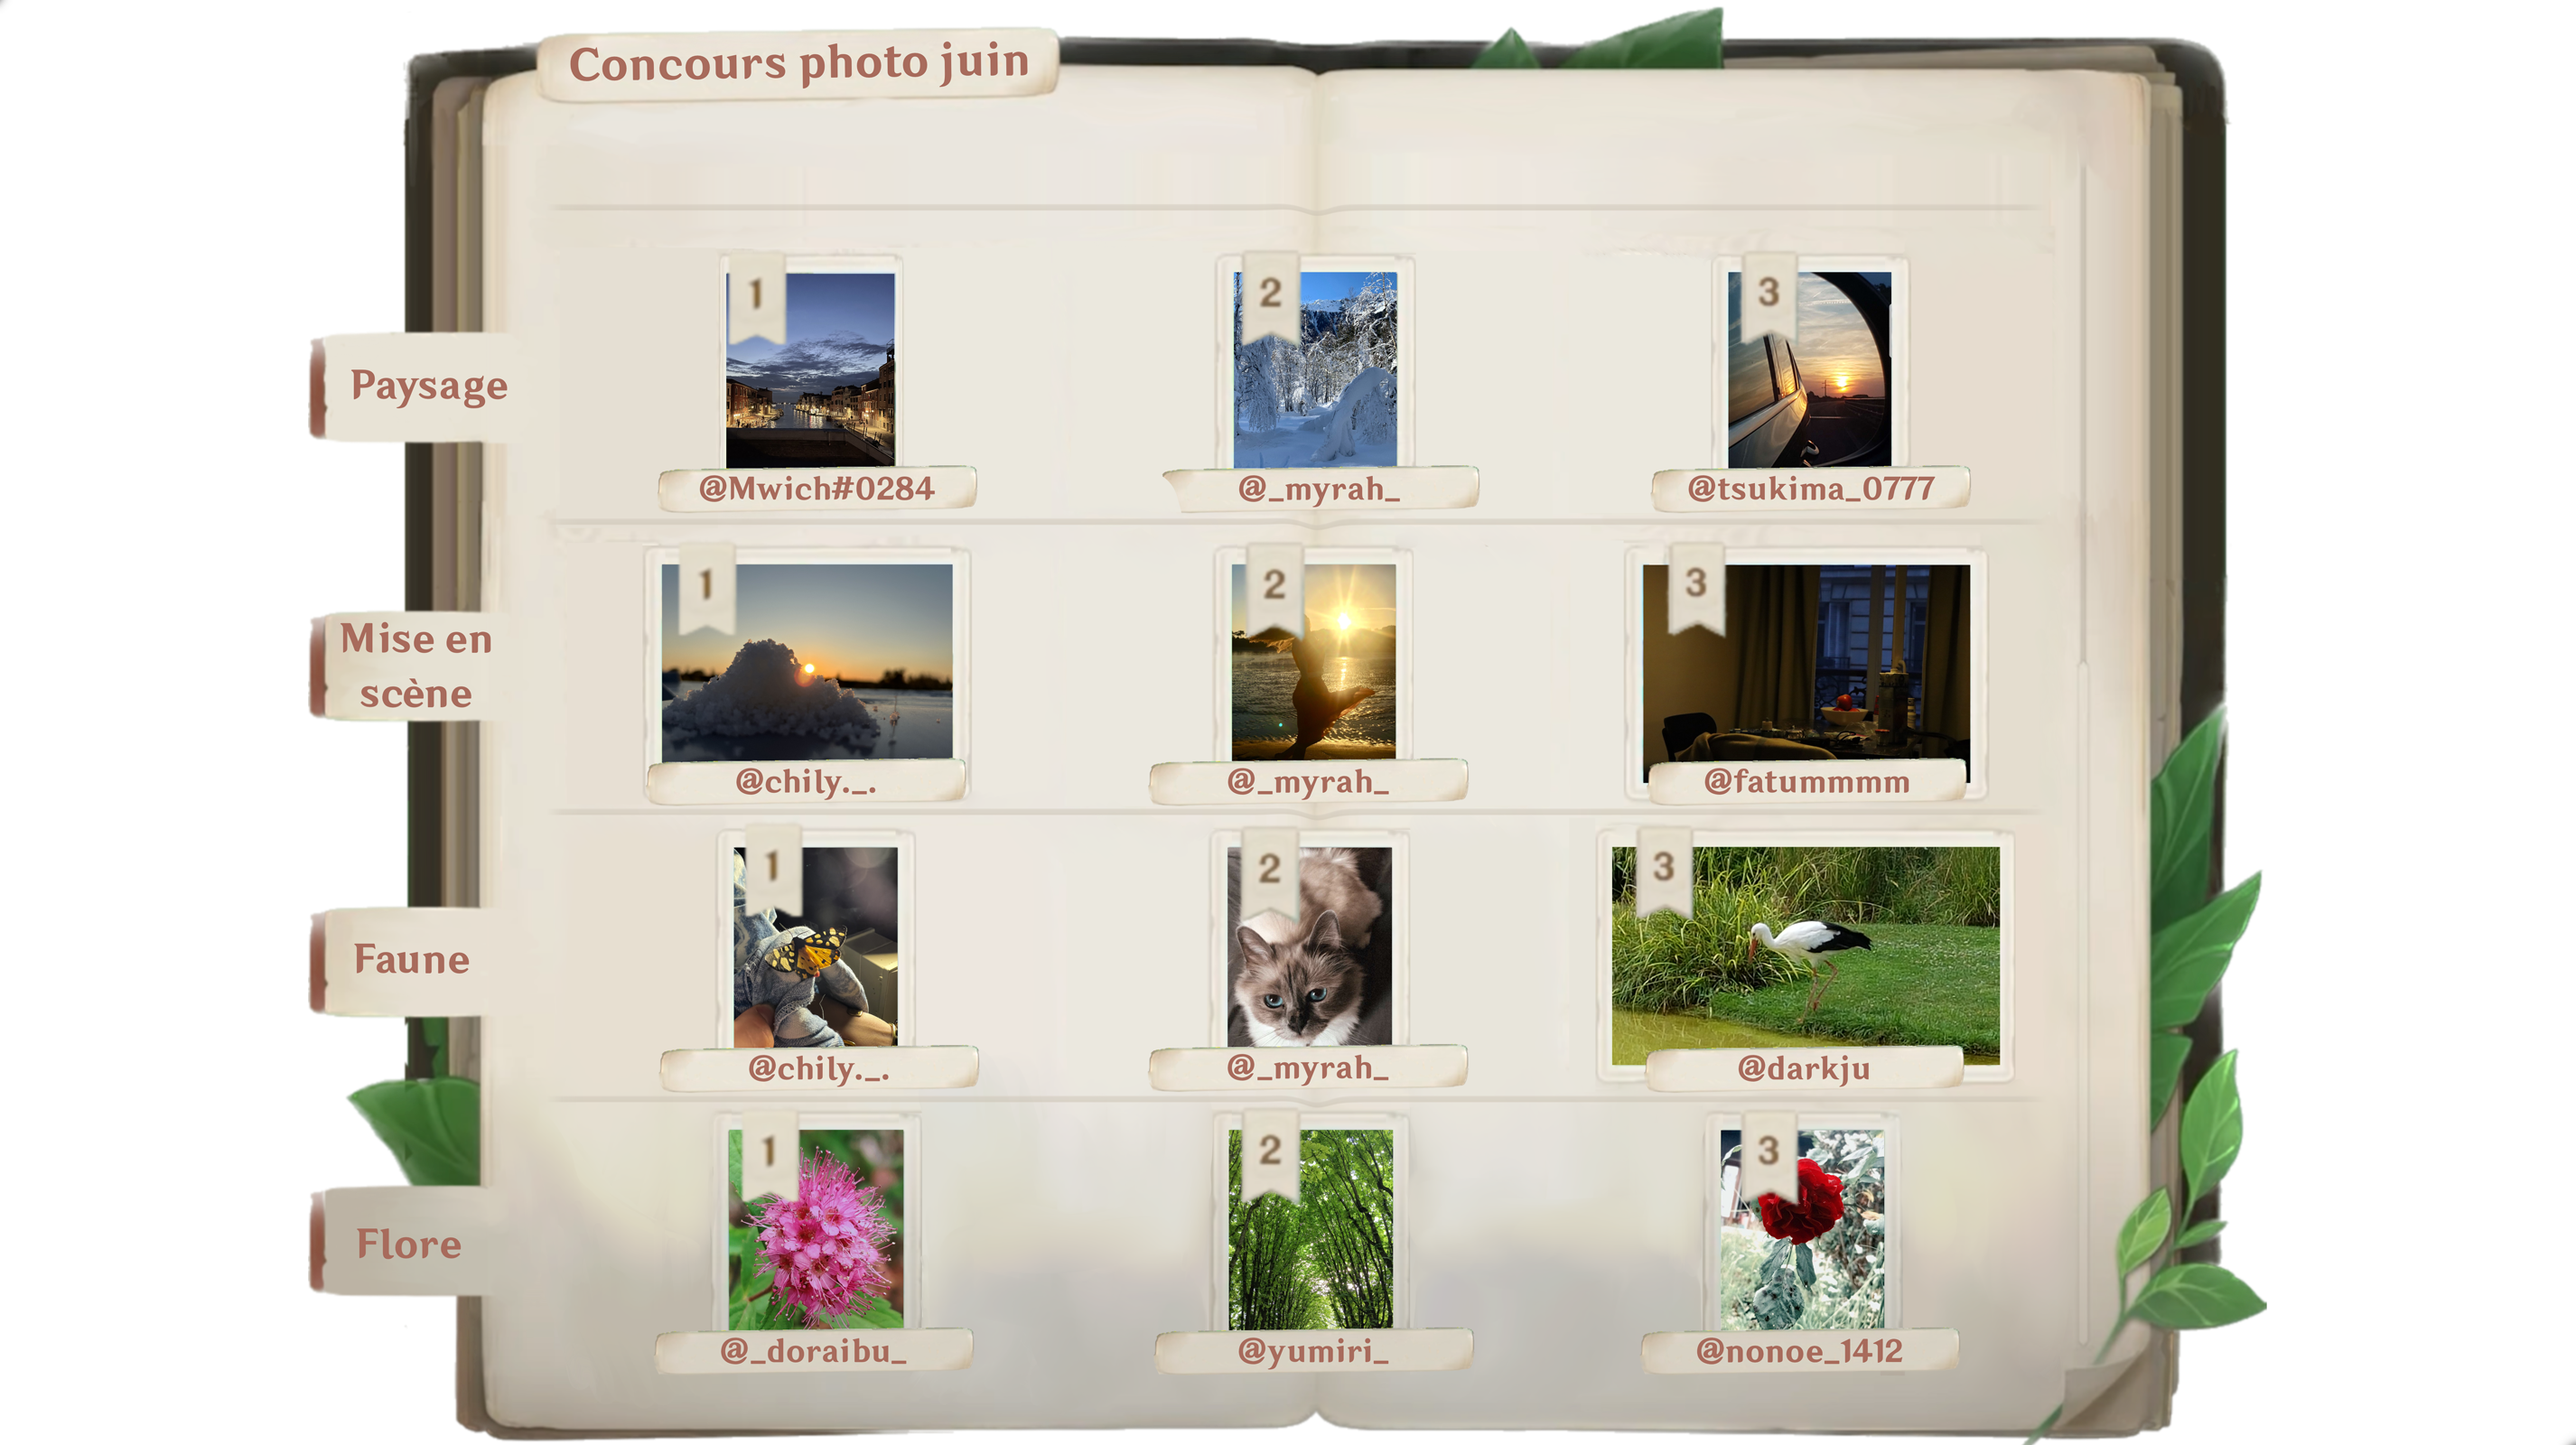 Concours photo juin
Paysage
1
2
3
@Mwich#0284
@_myrah_
@tsukima_0777
Mise en
scène
1
2
3
@chily._.
@_myrah_
@fatummmm
Faune
1
2
3
@chily._.
@_myrah_
@darkju
Flore
1
2
3
@_doraibu_
@yumiri_
@nonoe_1412